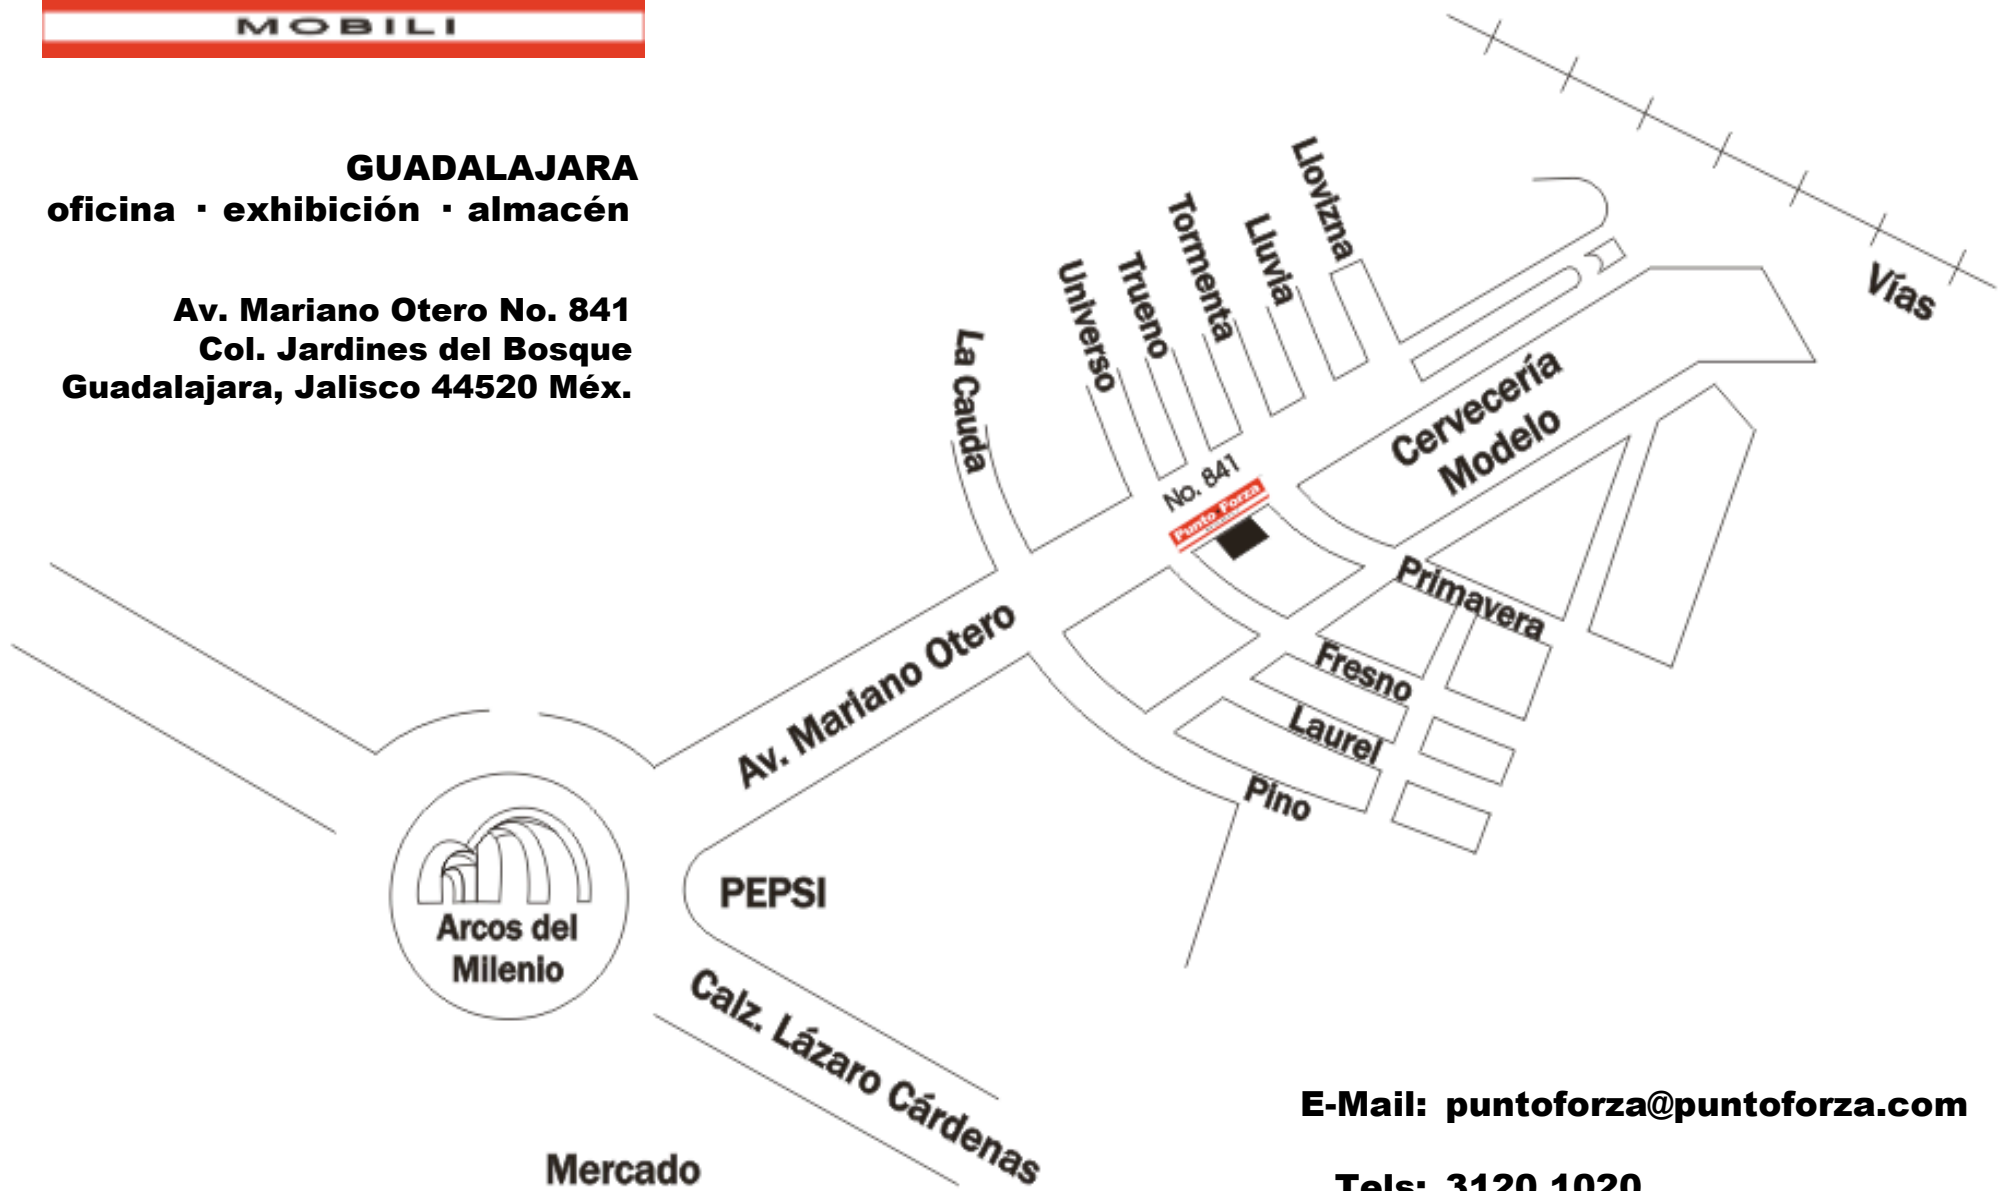 MOBILI
GUADALAJARA
oficina · exhibición · almacén
Av. Mariano Otero No. 841
Col. Jardines del Bosque
Guadalajara, Jalisco 44520 Méx.
La Cauda
Universo
Trueno
Tormenta
Lluvia
Llovizna
Vías
Cervecería
Modelo
No. 841
Punto Forza
Primavera
Fresno
Laurel
Pino
Av. Mariano Otero
PEPSI
Arcos del
Milenio
Calz. Lázaro Cárdenas
Mercado
E-Mail: puntoforza@puntoforza.com
Tels: 3120 1020